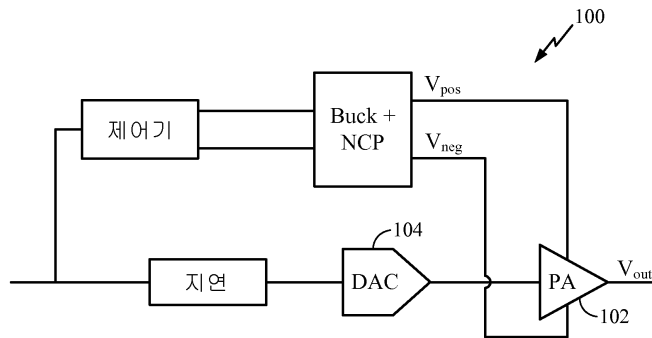 100
V_pos
제어기
Buck +
NCP
V_neg
104
지연
DAC
PA
V_out
102